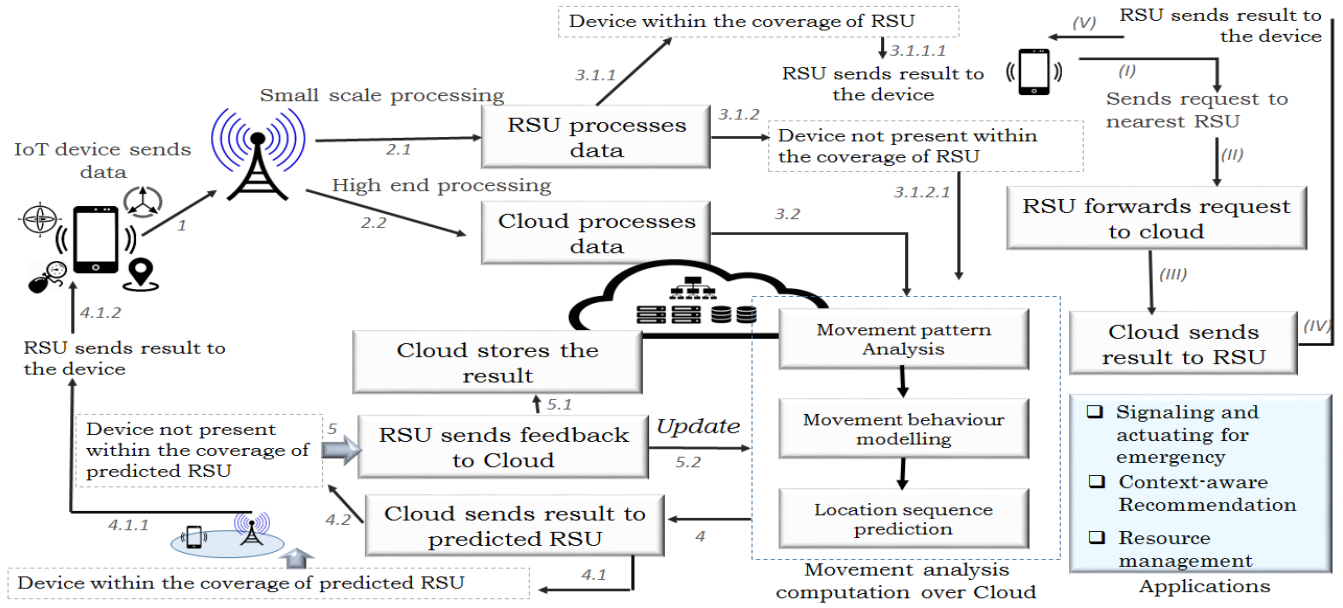 Device within the coverage of RSU
3.1.1
3.1.1.1
RSU sends result to
the device
Small scale processing
2.1
RSU processes
data
3.1.2
Device not present within
the coverage of RSU
3.1.2.1
IoT device sends
data
1
High end processing
2.2
Cloud processes
data
3.2
Movement pattern
Analysis
Movement behaviour
modelling
Location sequence
prediction
Movement analysis
computation over Cloud
4
Cloud sends result to
predicted RSU
4.1
Device within the coverage of predicted RSU
4.1.1
RSU sends result to
the device
4.1.2
4.2
Device not present
within the coverage of
predicted RSU
5
RSU sends feedback
to Cloud
5.1
Cloud stores the
result
Update
5.2
(I)
Sends request to
nearest RSU
(II)
RSU forwards request
to cloud
(III)
Cloud sends
result to RSU
(IV)
(V)
RSU sends result to
the device
Signaling and
actuating for
emergency
Context-aware
Recommendation
Resource
management
Applications